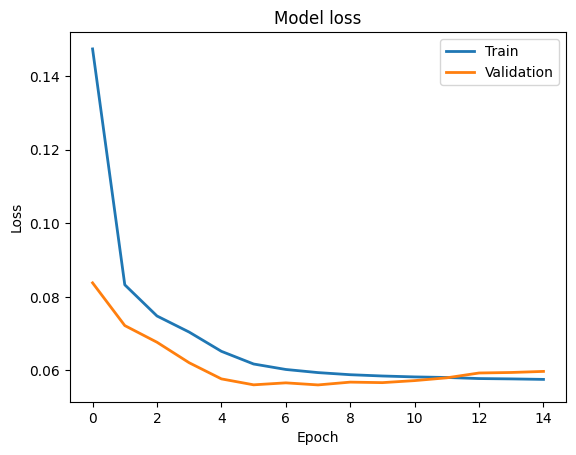 Model loss
Train
Validation
0.14
0.12
0.10
0.08
0.06
Loss
0 2 4 6 8 10 12 14
Epoch